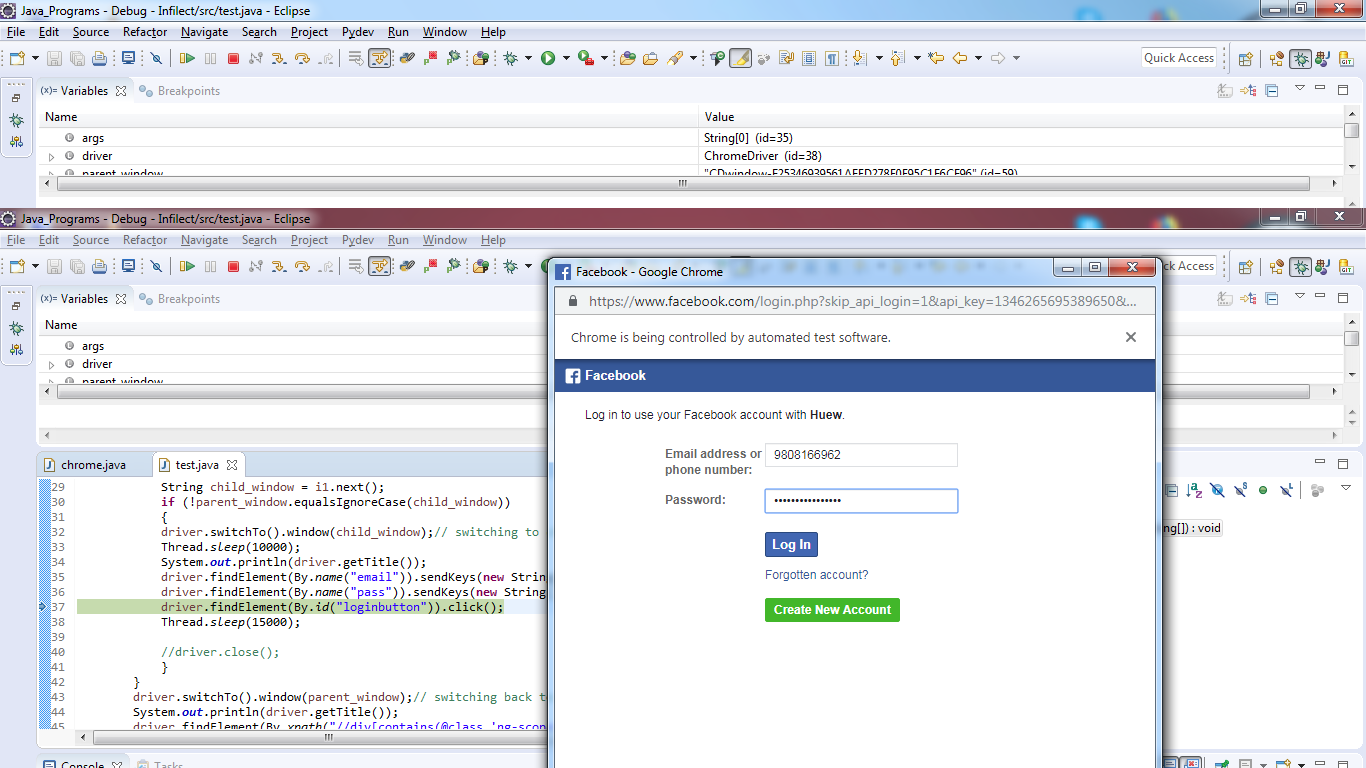 Java_Programs - Debug - Infilect/src/test.java - Eclipse
File Edit Source Refactor Navigate Search Project Pydev Run Window Help
Quick Access
(x)= Variables Breakpoints
Name Value
args String[0] (id=35)
driver ChromeDriver (id=38)
parent_window
Java_Programs - Debug - Infilect/src/test.java - Eclipse
File Edit Source Refactor Navigate Search Project Pydev Run Window Help
Facebook - Google Chrome
ck Access
(x)= Variables Breakpoints
https://www.facebook.com/login.php?skip_api_login=1&api_key=1346265695389650&...
Name
Chrome is being controlled by automated test software.
args
driver
parent_window
Facebook
Log in to use your Facebook account with Huew.
Email address or phone number: 9808166962
Password: ••••••••••••••••
Log In
Forgotten account?
Create New Account
chrome.java test.java
29 String child_window = i1.next();
30 if (!parent_window.equalsIgnoreCase(child_window))
31 {
32 driver.switchTo().window(child_window);// switching to
33 Thread.sleep(10000);
34 System.out.println(driver.getTitle());
35 driver.findElement(By.name("email")).sendKeys(new Strin
36 driver.findElement(By.name("pass")).sendKeys(new String
37 driver.findElement(By.id("loginbutton")).click();
38 Thread.sleep(15000);
39
40 //driver.close();
41 }
42 }
43 driver.switchTo().window(parent_window);// switching back t
44 System.out.println(driver.getTitle());
45 driver.findElement(By.xpath("//div[contains(@class,'ng-scop
ng[]) : void
Console Tasks